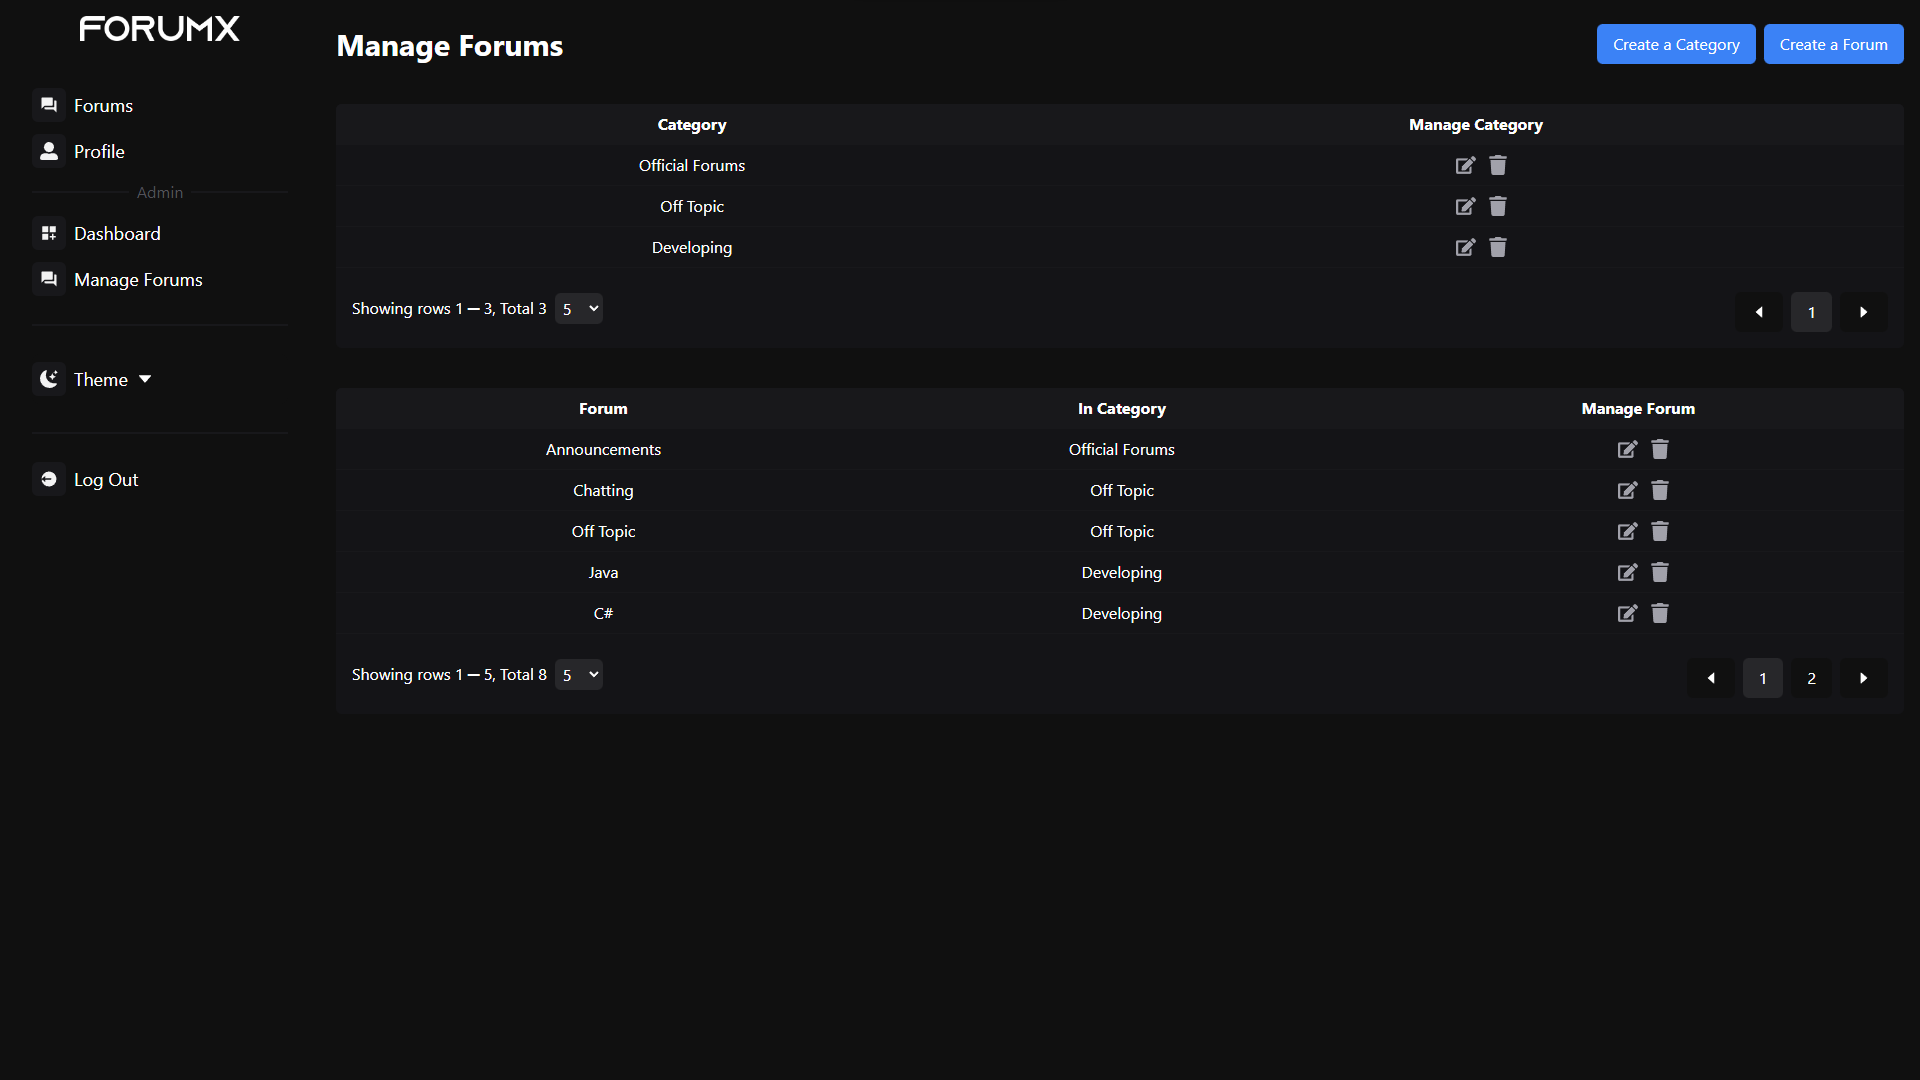 FORUMX
Forums
Profile
Admin
Dashboard
Manage Forums
Theme
Log Out
Manage Forums
Create a Category
Create a Forum
Category Manage Category
Official Forums
Off Topic
Developing
Showing rows 1 — 3, Total 3 5
1
Forum In Category Manage Forum
Announcements Official Forums
Chatting Off Topic
Off Topic Off Topic
Java Developing
C# Developing
Showing rows 1 — 5, Total 8 5
1 2